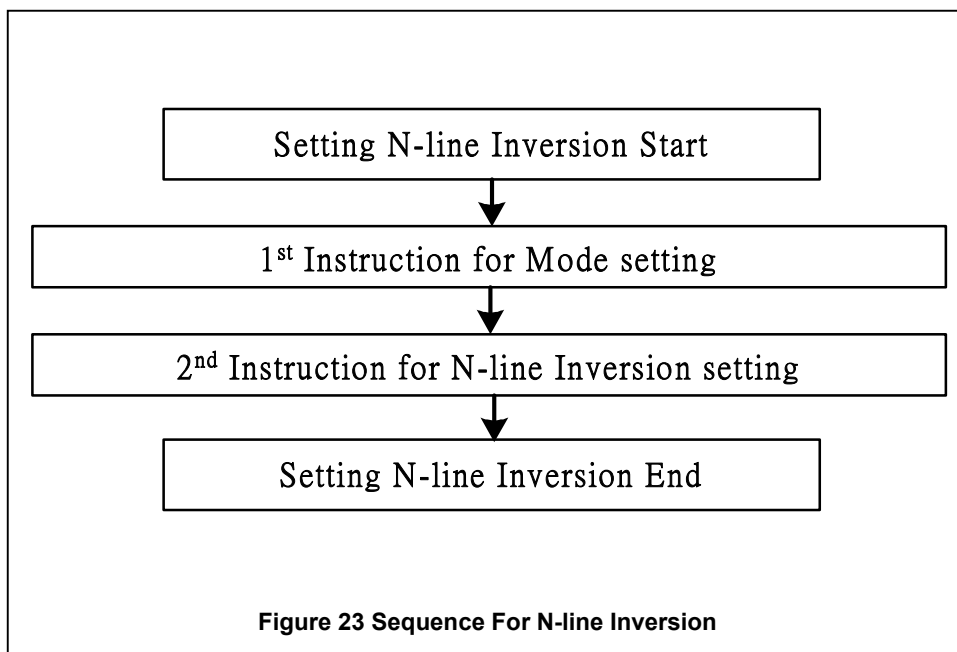 Setting N-line Inversion Start
1st Instruction for Mode setting
2nd Instruction for N-line Inversion setting
Setting N-line Inversion End
Figure 23 Sequence For N-line Inversion